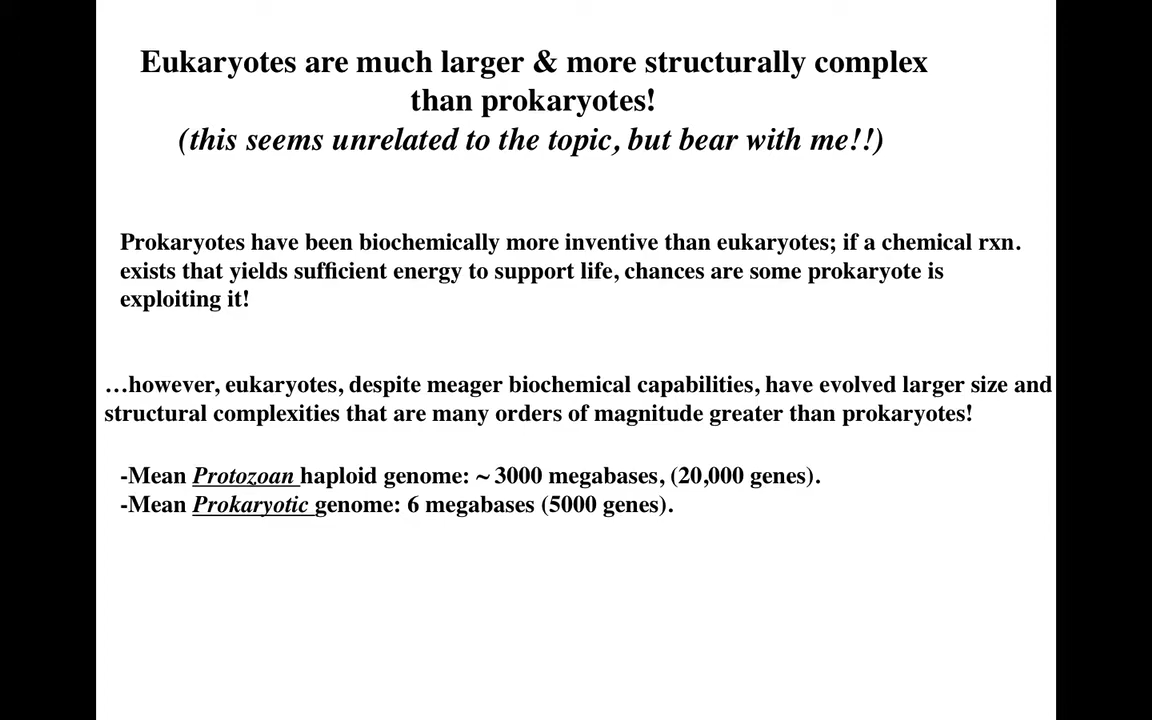 Eukaryotes are much larger & more structurally complex
than prokaryotes!
(this seems unrelated to the topic, but bear with me!!)
Prokaryotes have been biochemically more inventive than eukaryotes; if a chemical rxn.
exists that yields sufficient energy to support life, chances are some prokaryote is
exploiting it!
…however, eukaryotes, despite meager biochemical capabilities, have evolved larger size and
structural complexities that are many orders of magnitude greater than prokaryotes!
-Mean Protozoan haploid genome: ~ 3000 megabases, (20,000 genes).
-Mean Prokaryotic genome: 6 megabases (5000 genes).